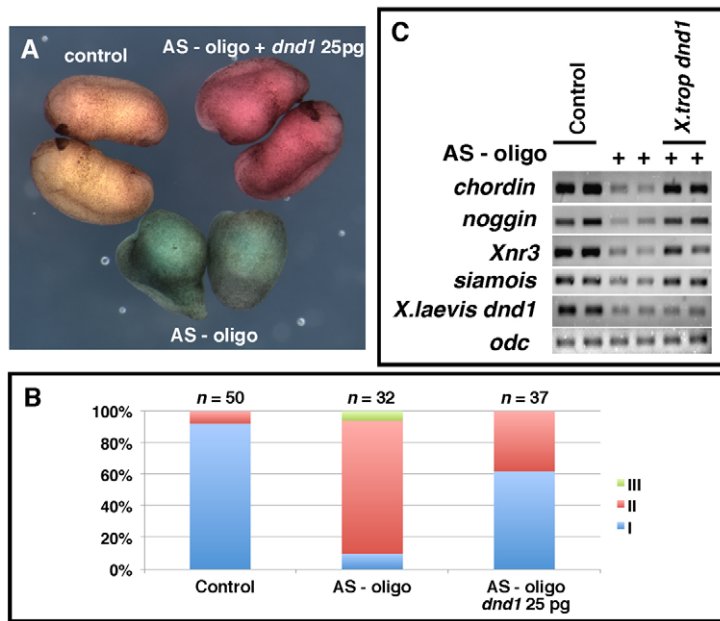 A
control
AS - oligo + dnd1 25pg
AS - oligo
C
Control
X.trop dnd1
AS - oligo + + + +
chordin
noggin
Xnr3
siamois
X.laevis dnd1
odc
B
n = 50 n = 32 n = 37
100%
80%
60%
40%
20%
0%
III
II
I
Control AS - oligo AS - oligo
dnd1 25 pg